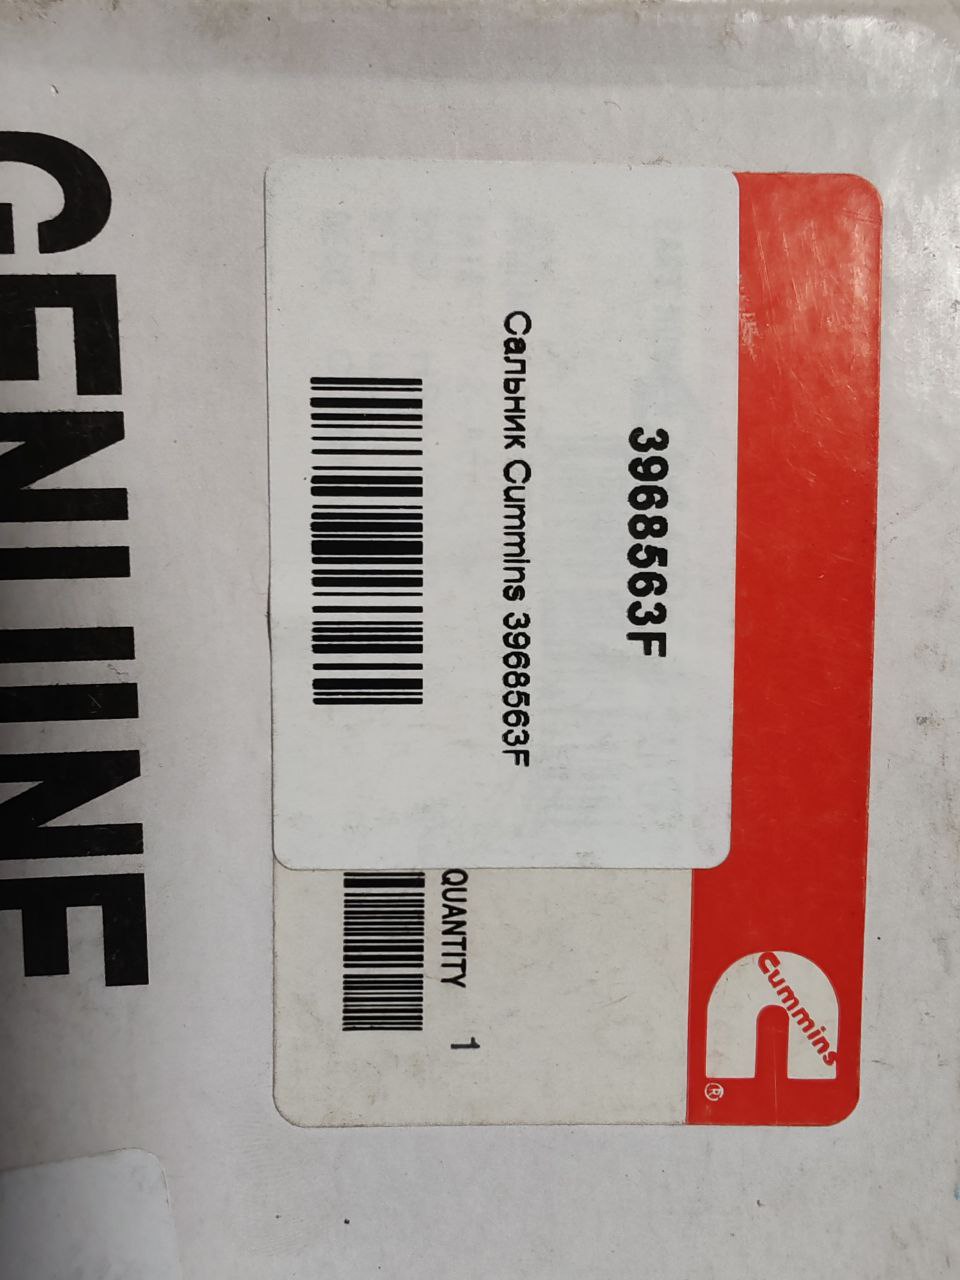 3968563F
Сальник Cummins 3968563F
QUANTITY 1
Cummins
®
GENUINE